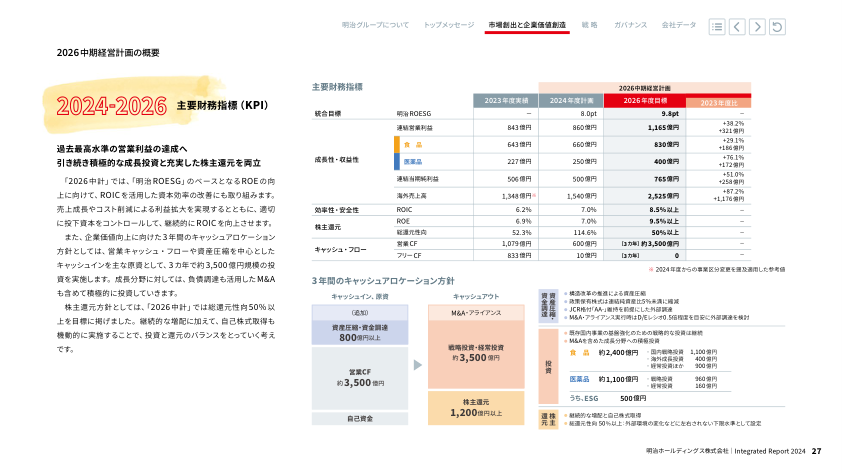 明治グループについて トップメッセージ 市場創出と企業価値創造 戦略 ガバナンス 会社データ
2026中期経営計画の概要
2024-2026 主要財務指標（KPI）
過去最高水準の営業利益の達成へ
引き続き積極的な成長投資と充実した株主還元を両立
「2026中計」では、「明治ROESG」のベースとなるROEの向
上に向けて、ROICを活用した資本効率の改善にも取り組みます。
売上成長やコスト削減による利益拡大を実現するとともに、適切
に投下資本をコントロールして、継続的にROICを向上させます。
また、企業価値向上に向けた3年間のキャッシュアロケーション
方針としては、営業キャッシュ・フローや資産圧縮を中心とした
キャッシュインを主な原資として、3カ年で約3,500億円規模の投
資を実施します。成長分野に対しては、負債調達も活用したM&A
も含めて積極的に投資していきます。
株主還元方針としては、「2026中計」では総還元性向50%以
上を目標に掲げました。継続的な増配に加えて、自己株式取得も
機動的に実施することで、投資と還元のバランスをとっていく考え
です。
主要財務指標
2026中期経営計画
2023年度実績 2024年度計画 2026年度目標 2023年度比
統合目標 明治ROESG － 8.0pt 9.8pt －
成長性・収益性
連結営業利益 843億円 860億円 1,165億円 +38.2% +321億円
食品 643億円 660億円 830億円 +29.1% +186億円
医薬品 227億円 250億円 400億円 +76.1% +172億円
連結当期純利益 506億円 500億円 765億円 +51.0% +258億円
海外売上高 1,348億円※ 1,540億円 2,525億円 +87.2% +1,176億円
効率性・安全性 ROIC 6.2% 7.0% 8.5%以上 －
株主還元
ROE 6.9% 7.0% 9.5%以上 －
総還元性向 52.3% 114.6% 50%以上 －
キャッシュ・フロー
営業CF 1,079億円 600億円 [3カ年] 約3,500億円 －
フリーCF 833億円 10億円 [3カ年] 0 －
※ 2024年度からの事業区分変更を遡及適用した参考値
3年間のキャッシュアロケーション方針
キャッシュイン、原資
（追加）
資産圧縮・資金調達
800億円以上
営業CF
約3,500億円
自己資金
キャッシュアウト
M&A・アライアンス
戦略投資・経常投資
約3,500億円
株主還元
1,200億円以上
資産圧縮・資金調達
構造改革の推進による資産圧縮
政策保有株式は連結純資産比5%未満に縮減
JCR格付「AA-」維持を前提にした外部調達
M&A・アライアンス実行時はD/Eレシオ0.5倍程度を目安に外部調達を検討
投資
既存国内事業の基盤強化のための戦略的な投資は継続
M&Aを含めた成長分野への積極投資
食品 約2,400億円
・国内戦略投資 1,100億円
・海外成長投資 400億円
・経常投資ほか 900億円
医薬品 約1,100億円
・戦略投資 960億円
・経常投資 160億円
うち、ESG 500億円
株主還元
継続的な増配と自己株式取得
総還元性向 50%以上: 外部環境の変化などに左右されない下限水準として設定
明治ホールディングス株式会社 | Integrated Report 2024 27